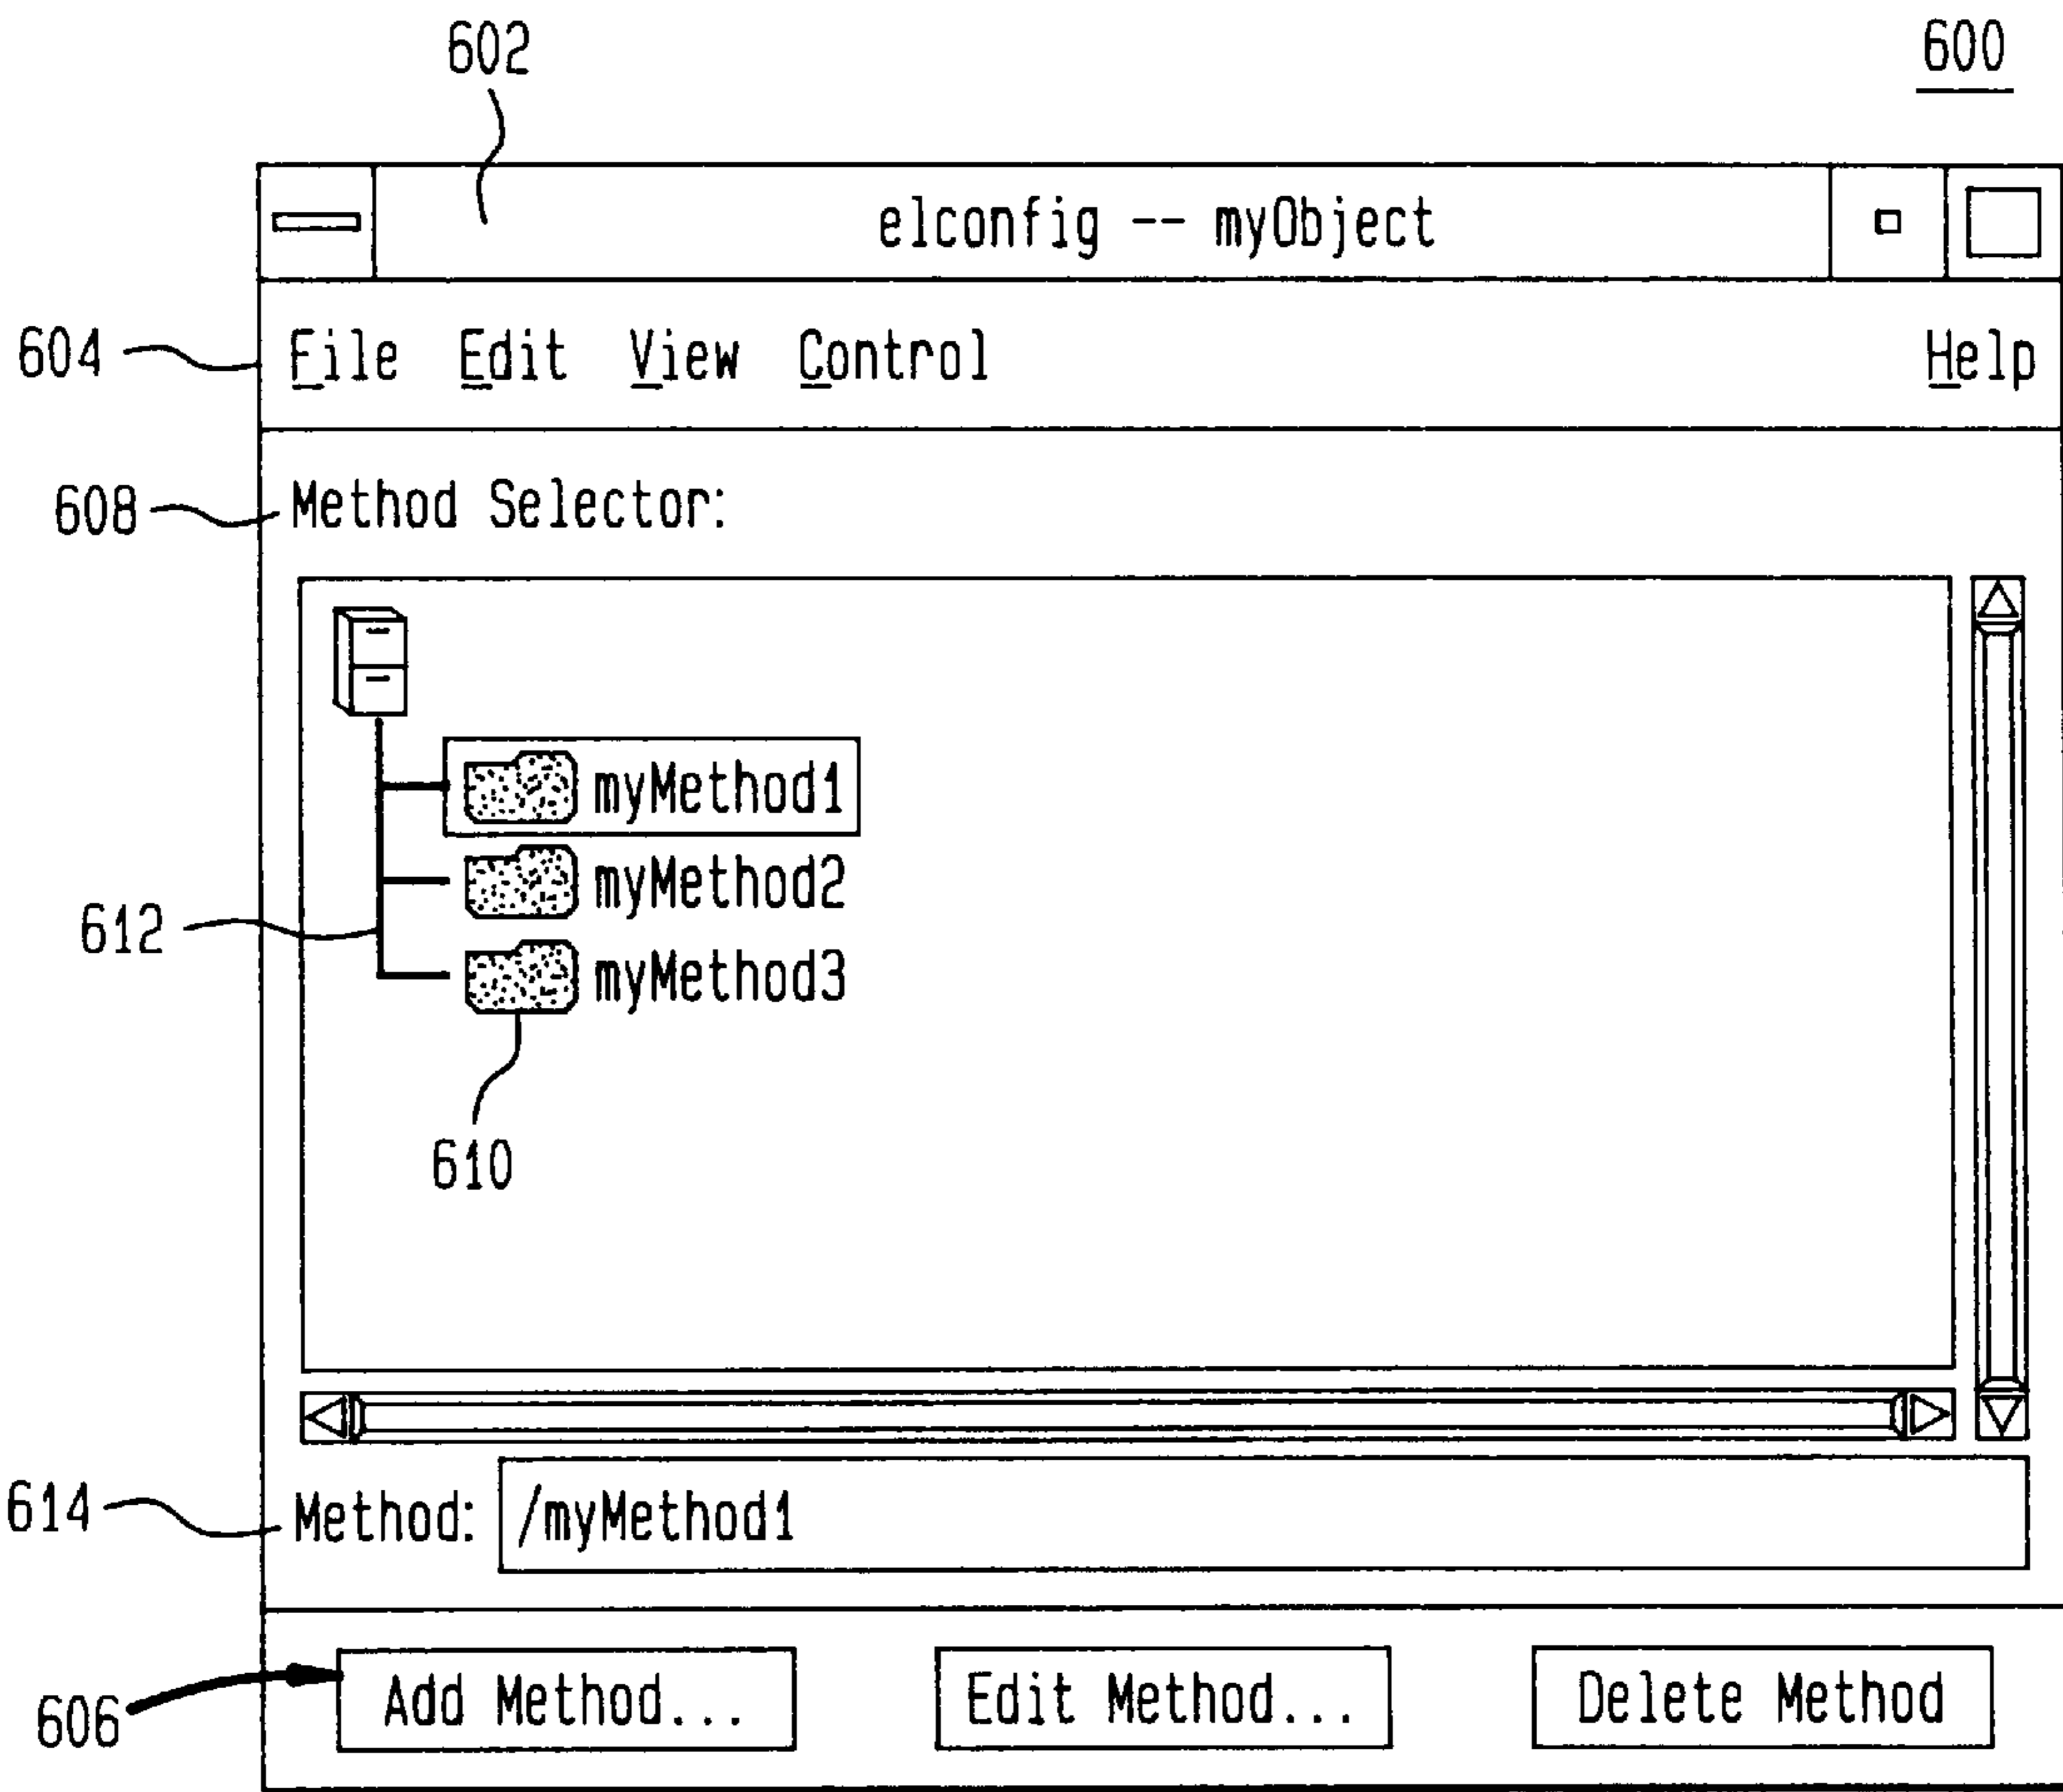 602
600
elconfig -- myObject
604
File Edit View Control Help
608
Method Selector:
myMethod1
myMethod2
612
myMethod3
610
614
Method: /myMethod1
606
Add Method... Edit Method... Delete Method